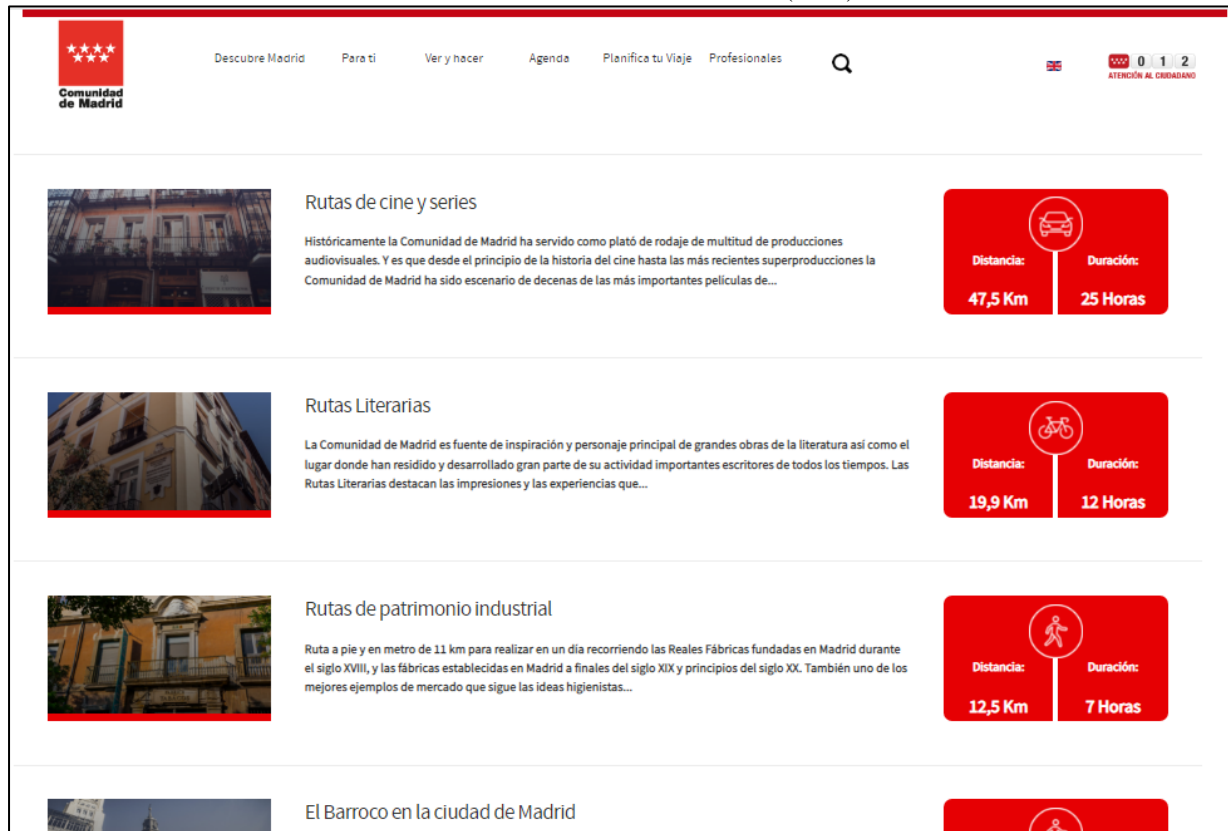 Comunidad
de Madrid
Descubre Madrid Para ti Ver y hacer Agenda Planifica tu Viaje Profesionales
0 1 2
ATENCIÓN AL CIUDADANO
Rutas de cine y series
Históricamente la Comunidad de Madrid ha servido como plató de rodaje de multitud de producciones
audiovisuales. Y es que desde el principio de la historia del cine hasta las más recientes superproducciones la
Comunidad de Madrid ha sido escenario de decenas de las más importantes películas de...
Distancia: Duración:
47,5 Km 25 Horas
Rutas Literarias
La Comunidad de Madrid es fuente de inspiración y personaje principal de grandes obras de la literatura así como el
lugar donde han residido y desarrollado gran parte de su actividad importantes escritores de todos los tiempos. Las
Rutas Literarias destacan las impresiones y las experiencias que...
Distancia: Duración:
19,9 Km 12 Horas
Rutas de patrimonio industrial
Ruta a pie y en metro de 11 km para realizar en un día recorriendo las Reales Fábricas fundadas en Madrid durante
el siglo XVIII, y las fábricas establecidas en Madrid a finales del siglo XIX y principios del siglo XX. También uno de los
mejores ejemplos de mercado que sigue las ideas higienistas...
Distancia: Duración:
12,5 Km 7 Horas
El Barroco en la ciudad de Madrid